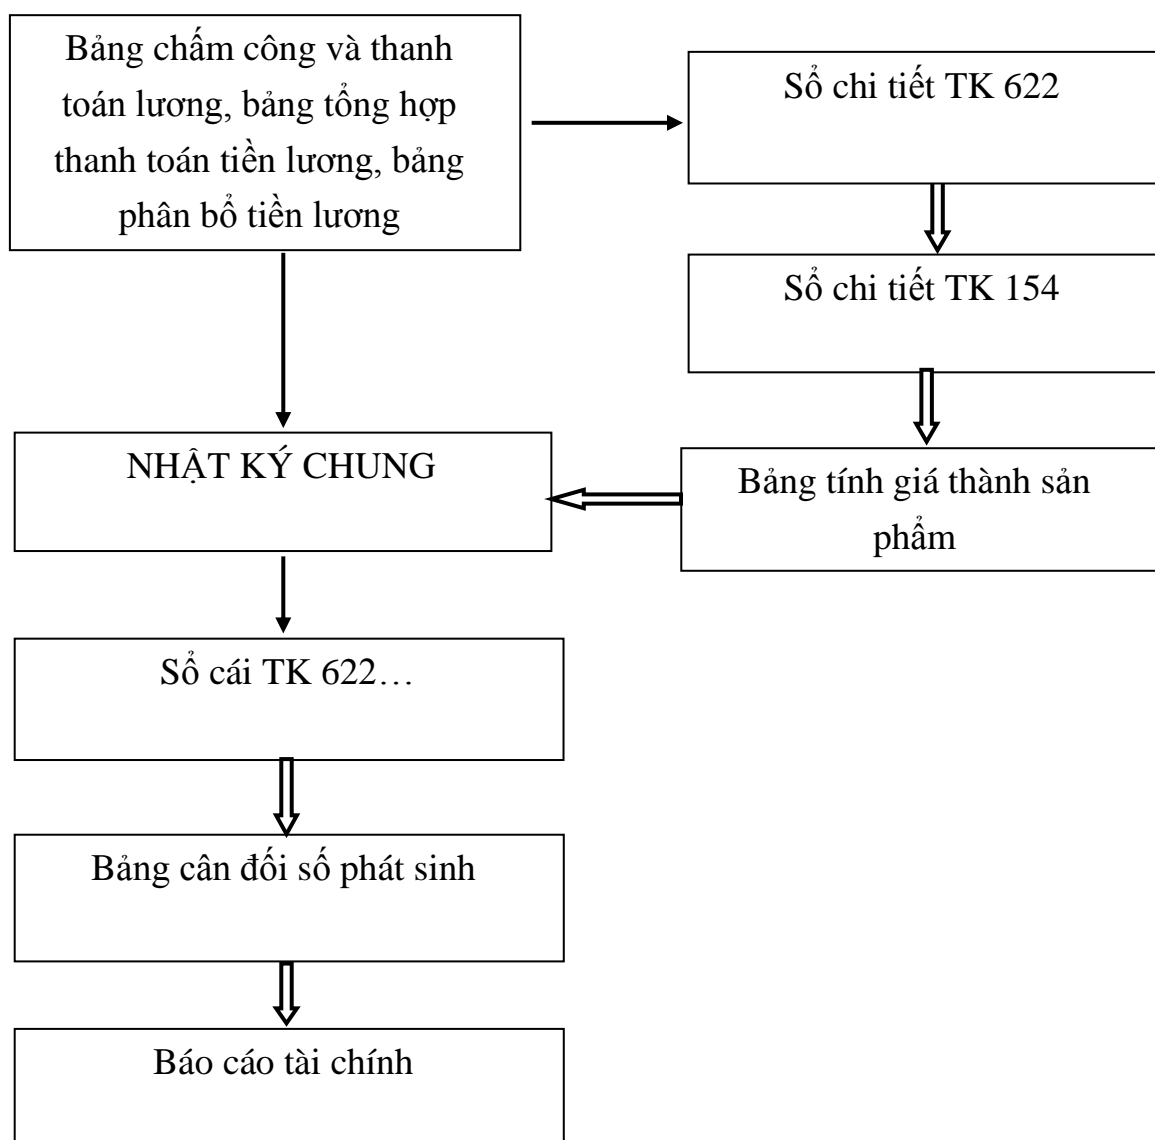 Bảng chấm công và thanh
toán lương, bảng tổng hợp
thanh toán tiền lương, bảng
phân bổ tiền lương
Sổ chi tiết TK 622
Sổ chi tiết TK 154
NHẬT KÝ CHUNG
Bảng tính giá thành sản
phẩm
Sổ cái TK 622…
Bảng cân đối số phát sinh
Báo cáo tài chính